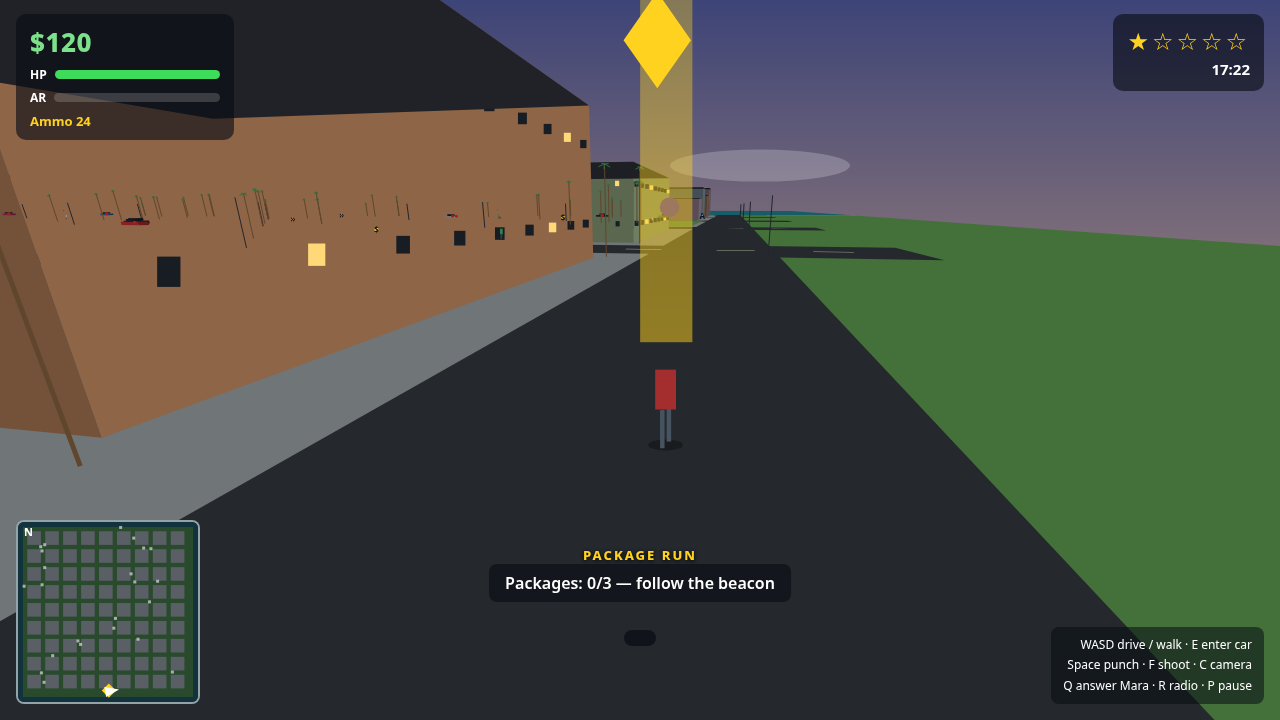 $120
HP
AR
Ammo 24
★☆☆☆☆
17:22
N
PACKAGE RUN
Packages: 0/3 — follow the beacon
WASD drive / walk · E enter car
Space punch · F shoot · C camera
Q answer Mara · R radio · P pause